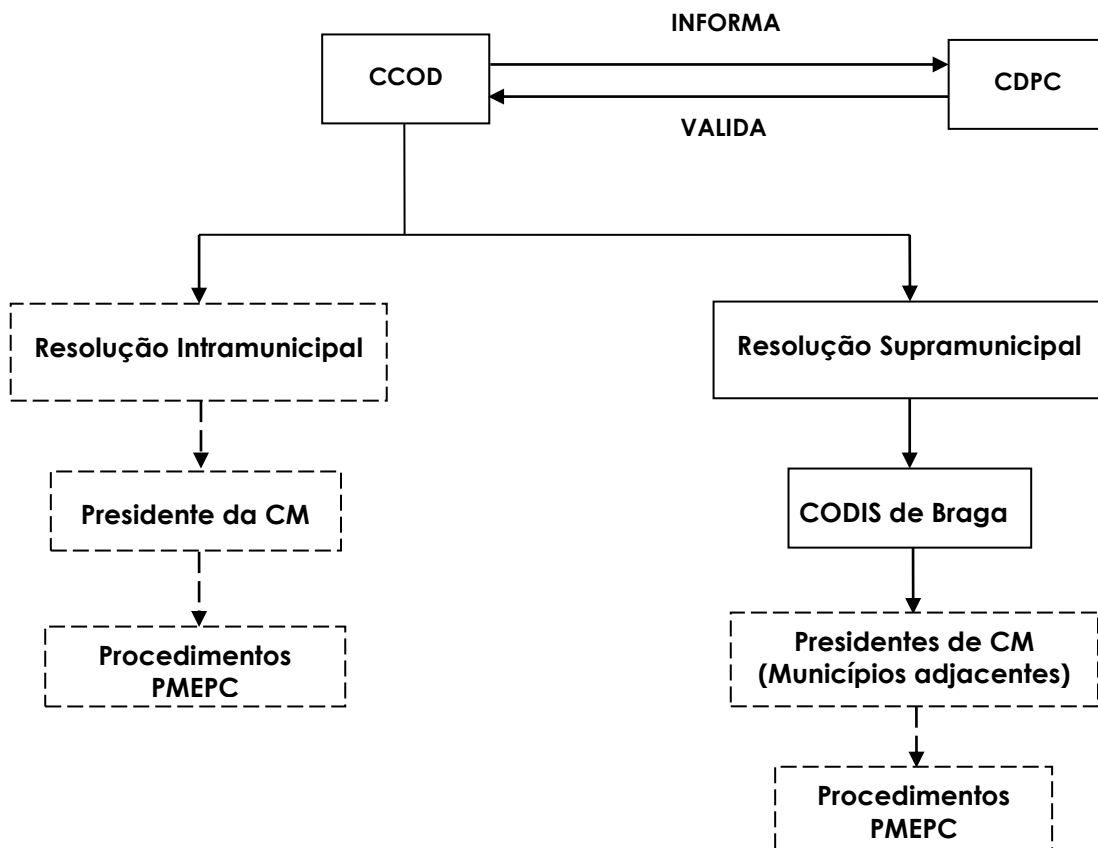 INFORMA
CCOD
CDPC
VALIDA
Resolução Intramunicipal
Resolução Supramunicipal
Presidente da CM
CODIS de Braga
Procedimentos
PMEPC
Presidentes de CM
(Municípios adjacentes)
Procedimentos
PMEPC